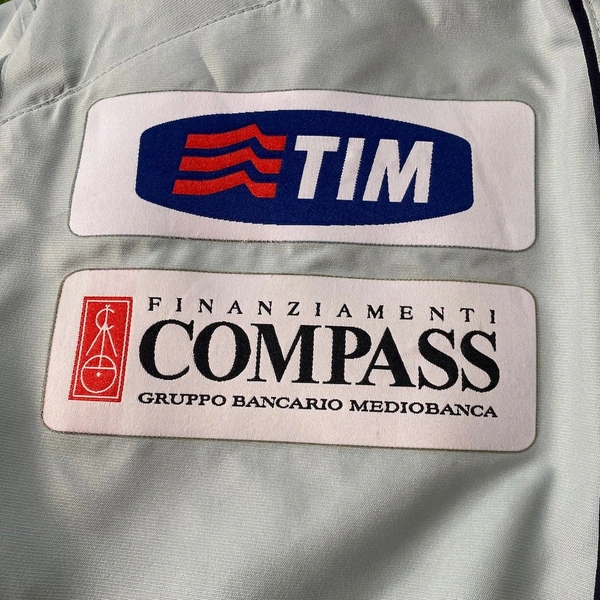 TIM
FINANZIAMENTI
COMPASS
GRUPPO BANCARIO MEDIOBANCA